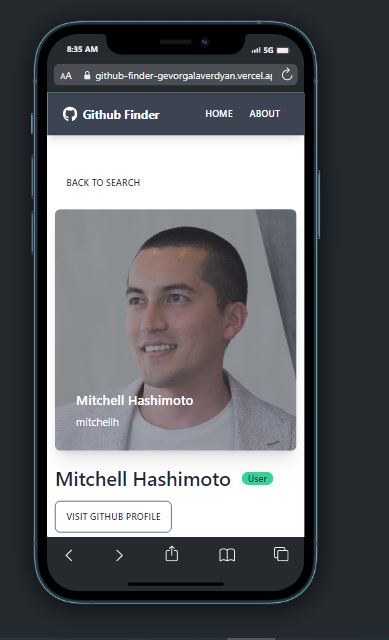 8:35 AM
5G
AA github-finder-gevorgalaverdyan.vercel.ap
Github Finder HOME ABOUT
BACK TO SEARCH
Mitchell Hashimoto
mitchellh
Mitchell Hashimoto User
VISIT GITHUB PROFILE